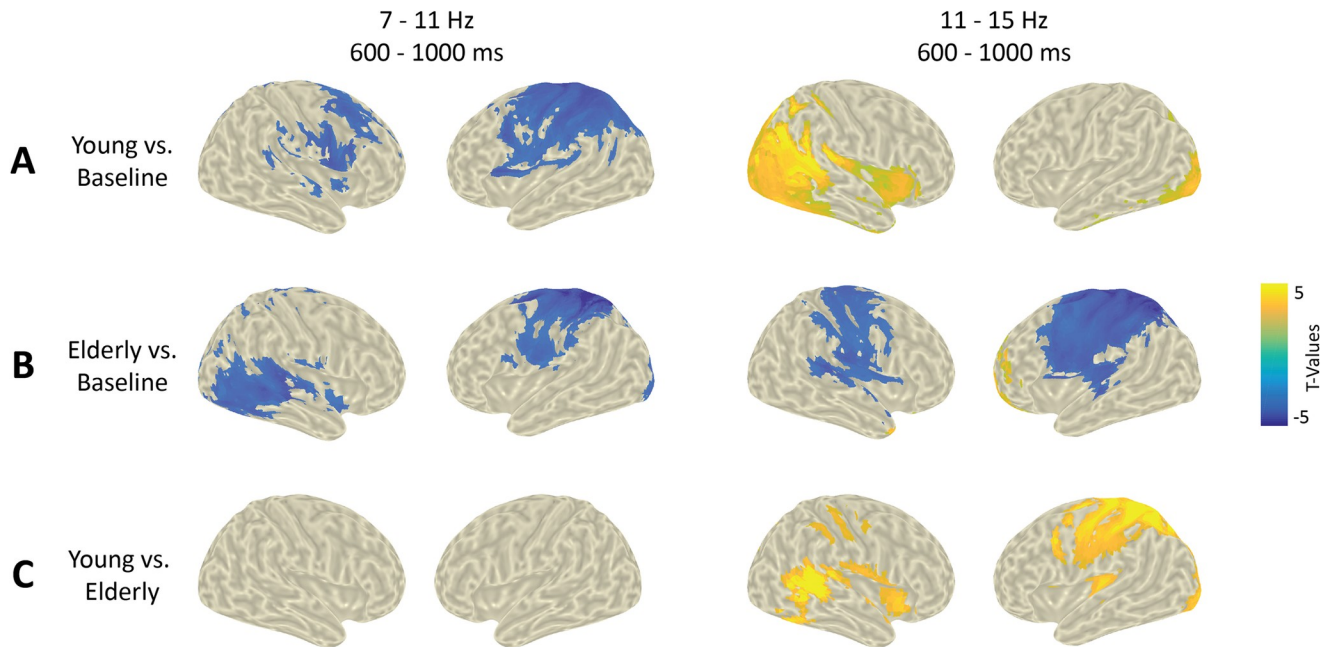 7 - 11 Hz
600 - 1000 ms
11 - 15 Hz
600 - 1000 ms
A
Young vs.
Baseline
B
Elderly vs.
Baseline
5
T-Values
-5
C
Young vs.
Elderly